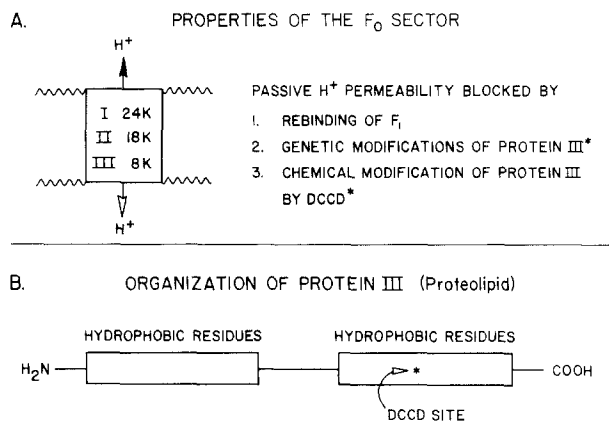 A. PROPERTIES OF THE F₀ SECTOR
H⁺
I 24K
II 18K
III 8K
H⁺
PASSIVE H⁺ PERMEABILITY BLOCKED BY
1. REBINDING OF F₁
2. GENETIC MODIFICATIONS OF PROTEIN III*
3. CHEMICAL MODIFICATION OF PROTEIN III
BY DCCD*
B. ORGANIZATION OF PROTEIN III (Proteolipid)
HYDROPHOBIC RESIDUES HYDROPHOBIC RESIDUES
H₂N * COOH
DCCD SITE